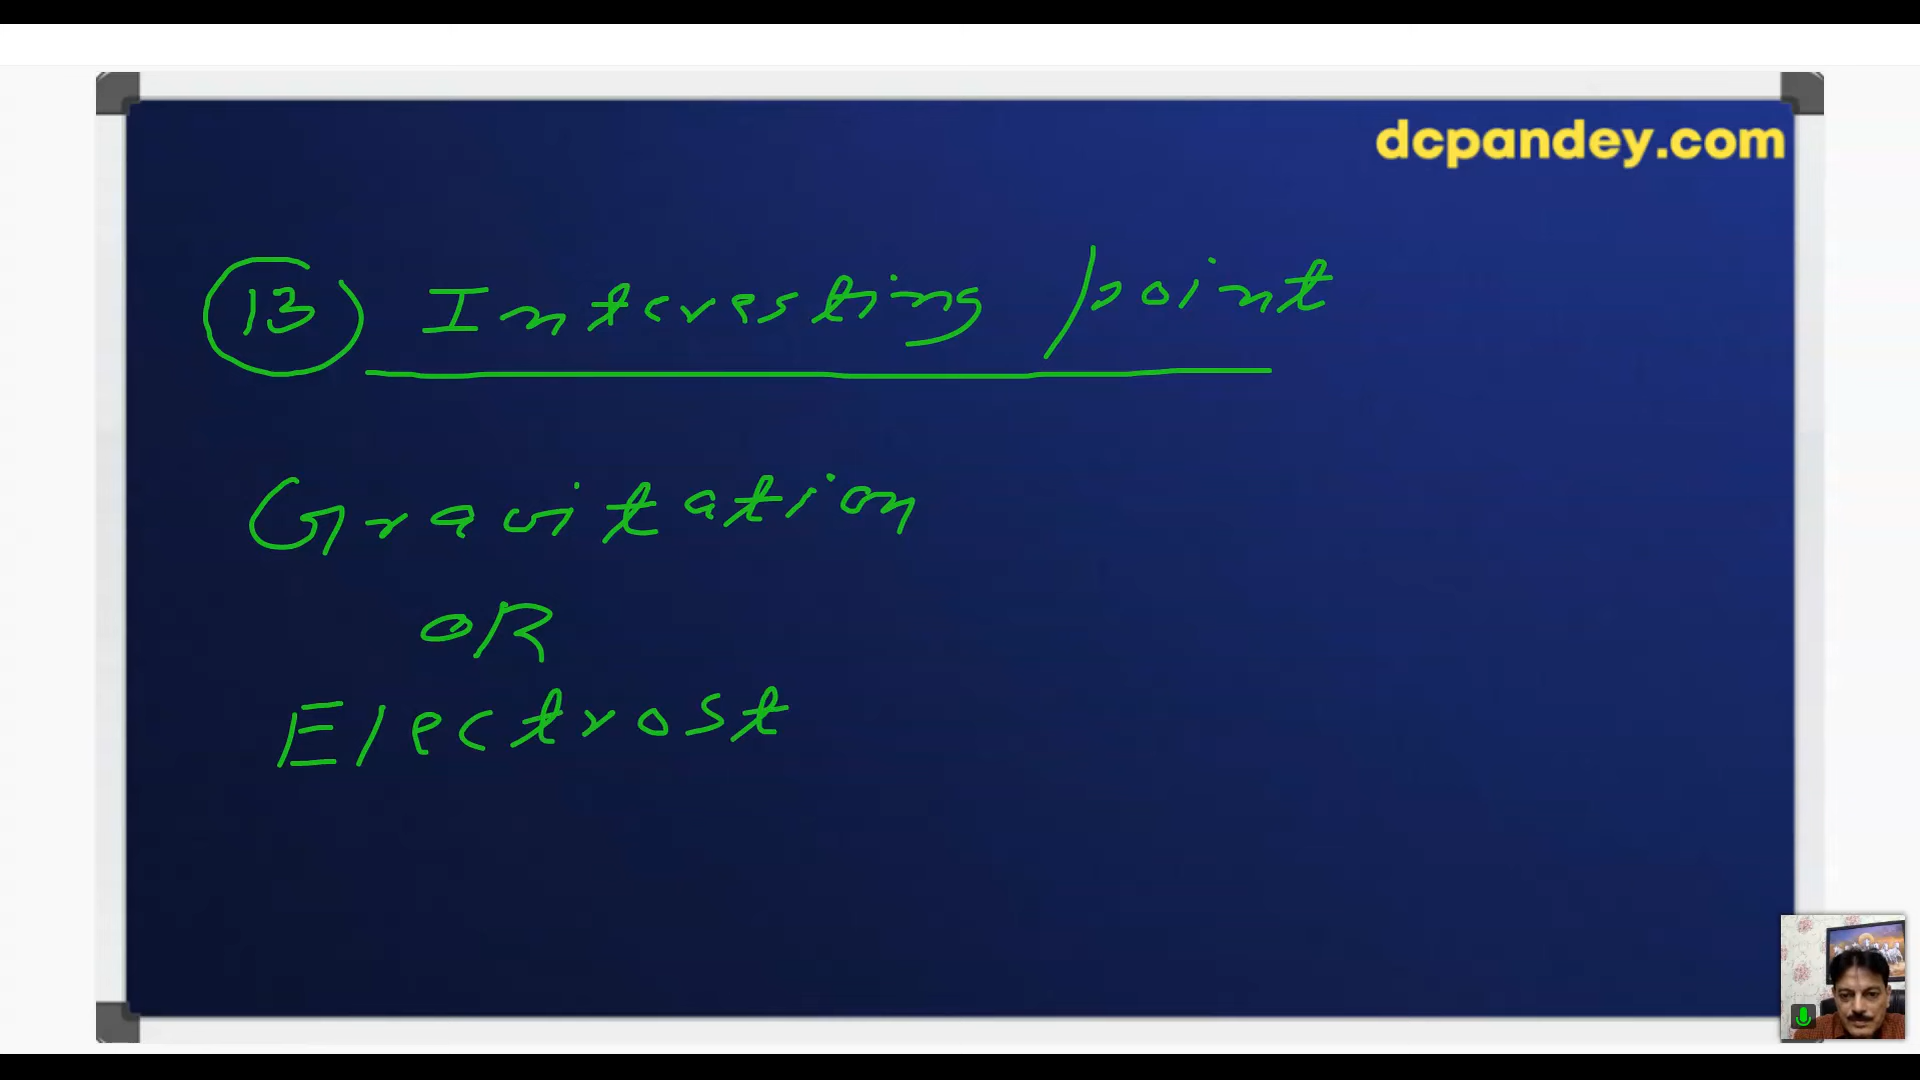 dcpandey.com
13) Interesting point
Gravitation
OR
Electrost